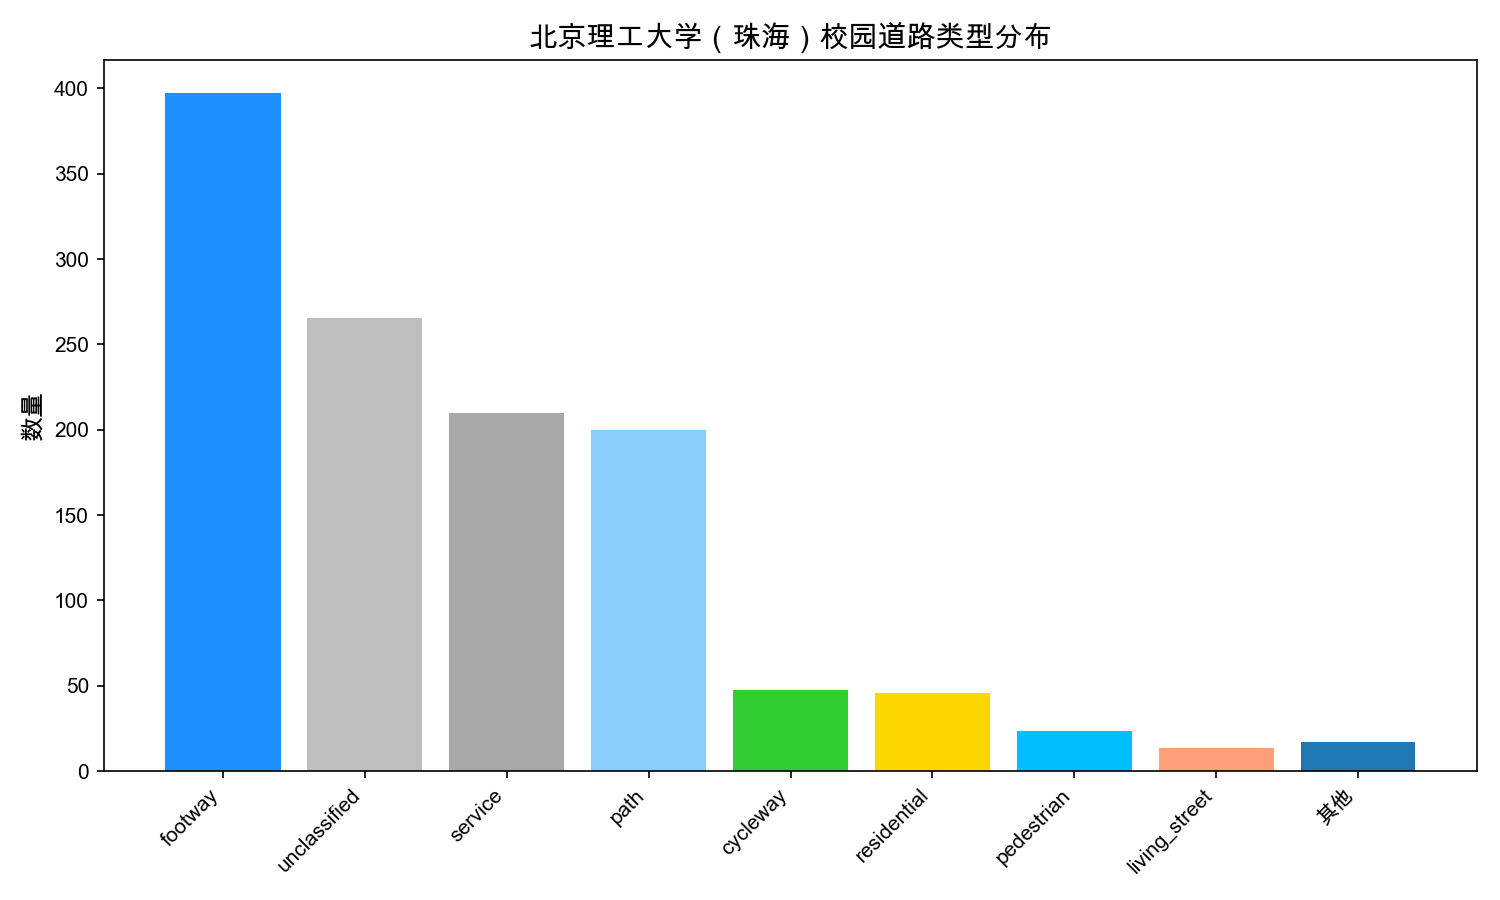 北京理工大学（珠海）校园道路类型分布
数量
400
350
300
250
200
150
100
50
0
footway
unclassified
service
path
cycleway
residential
pedestrian
living_street
其他